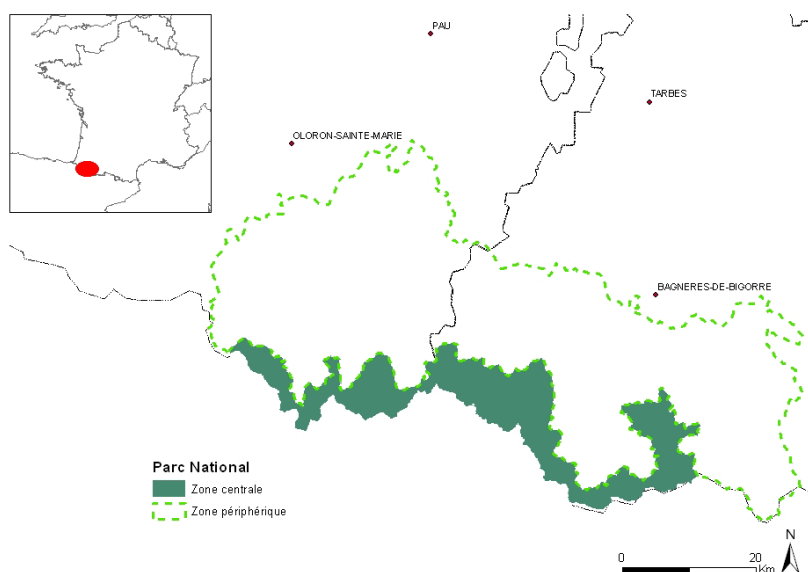 PAU
TARBES
OLORON-SAINTE-MARIE
BAGNERES-DE-BIGORRE
Parc National
Zone centrale
Zone périphérique
N
0 20
Km